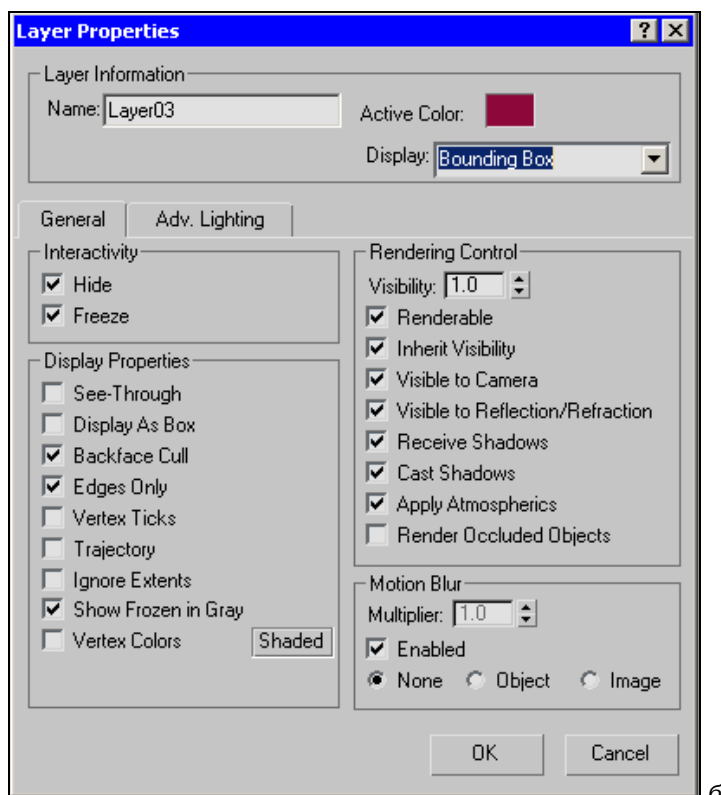 Layer Properties
Layer Information
Name: Layer03
Active Color:
Display: Bounding Box
General Adv. Lighting
Interactivity
Hide
Freeze
Display Properties
See-Through
Display As Box
Backface Cull
Edges Only
Vertex Ticks
Trajectory
Ignore Extents
Show Frozen in Gray
Vertex Colors Shaded
Rendering Control
Visibility: 1.0
Renderable
Inherit Visibility
Visible to Camera
Visible to Reflection/Refraction
Receive Shadows
Cast Shadows
Apply Atmospherics
Render Occluded Objects
Motion Blur
Multiplier: 1.0
Enabled
None Object Image
OK Cancel
б